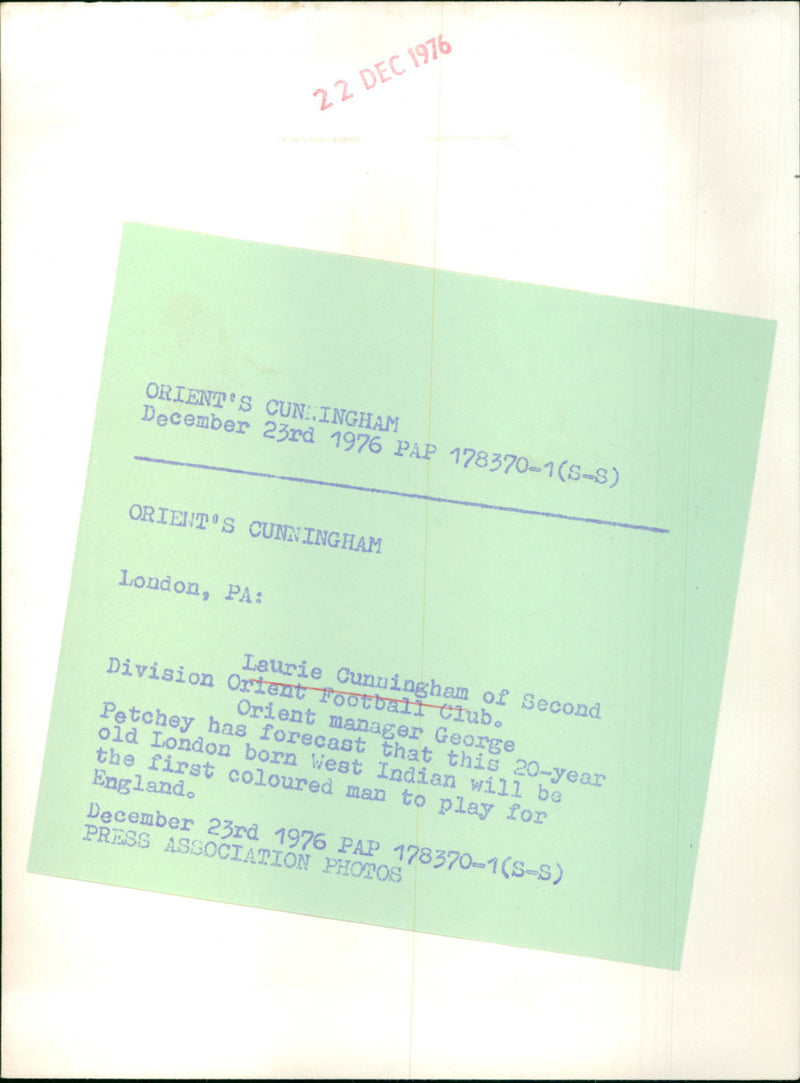 22 DEC 1976
ORIENT'S CUNNINGHAM
December 23rd 1976 PAP 178370-1(S-S)
ORIENT'S CUNNINGHAM
London, PA:
Laurie Cunningham of Second
Division Orient Football Club.
Orient manager George
Petchey has forecast that this 20-year
old London born West Indian will be
the first coloured man to play for
England.
December 23rd 1976 PAP 178370-1(S-S)
PRESS ASSOCIATION PHOTOS